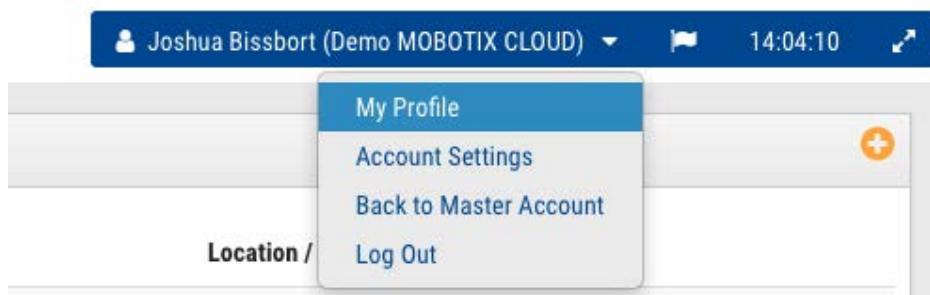 Joshua Bissbort (Demo MOBOTIX CLOUD)
14:04:10
My Profile
Account Settings
Back to Master Account
Location /
Log Out